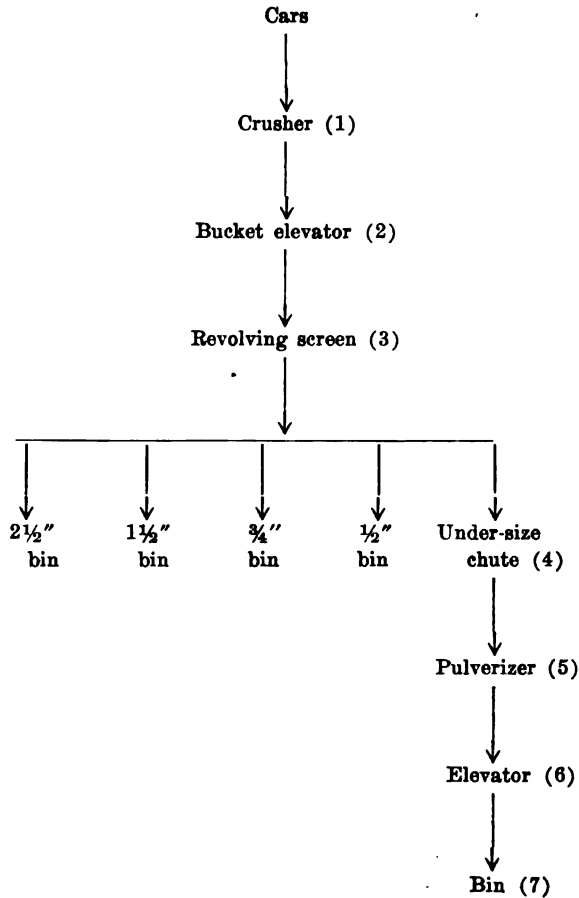 Cars
Crusher (1)
Bucket elevator (2)
Revolving screen (3)
2½″ 1½″ ¾″ ½″ Under-size
bin bin bin bin chute (4)
Pulverizer (5)
Elevator (6)
Bin (7)